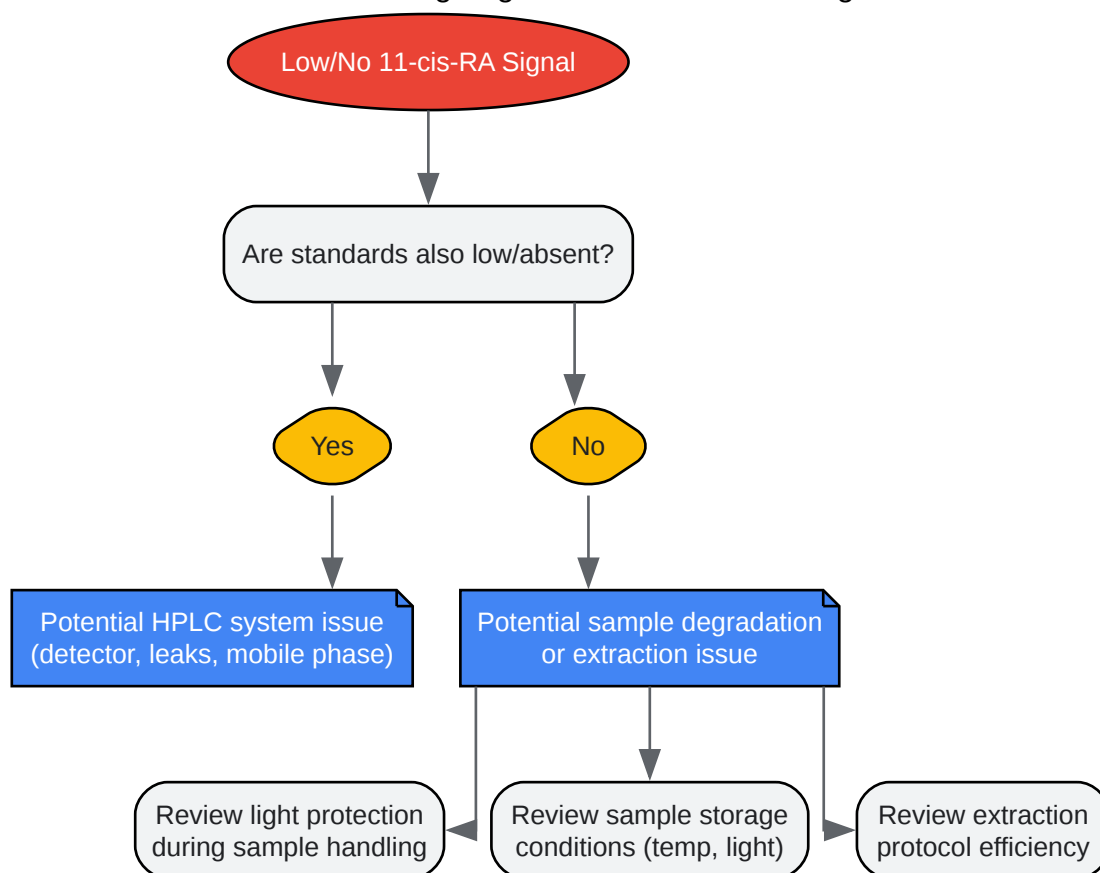 Low/No 11-cis-RA Signal
Are standards also low/absent?
Yes
No
Potential HPLC system issue
(detector, leaks, mobile phase)
Potential sample degradation
or extraction issue
Review light protection
during sample handling
Review sample storage
conditions (temp, light)
Review extraction
protocol efficiency